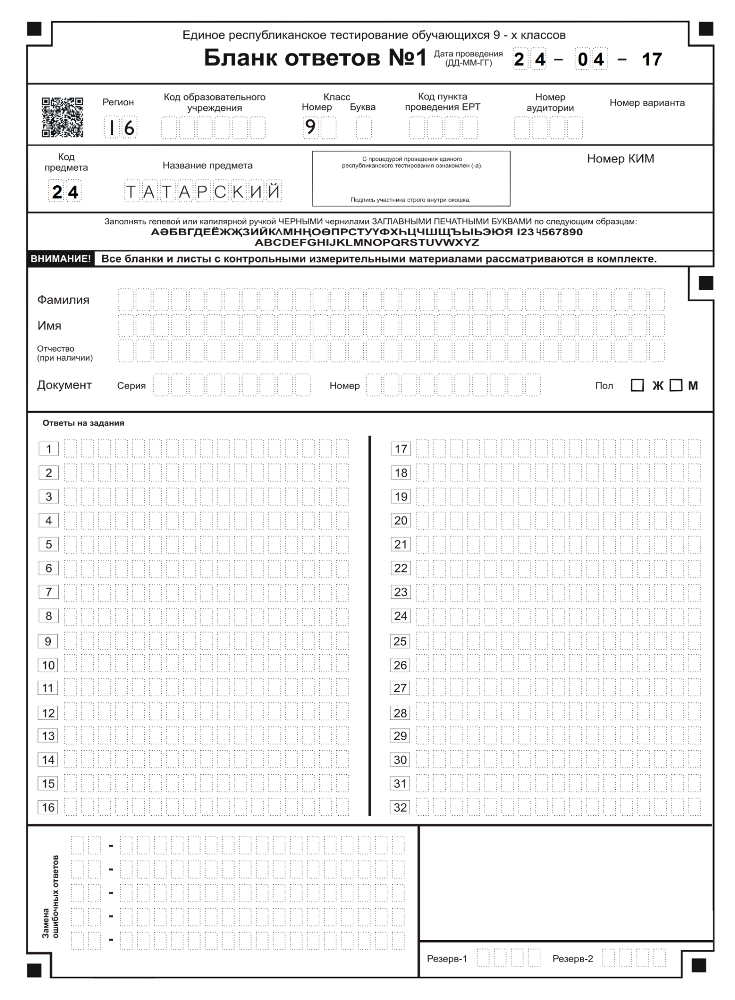 Единое республиканское тестирование обучающихся 9 - х классов
Бланк ответов №1
Дата проведения
(ДД-ММ-ГГ)
24 – 04 – 17
Регион
16
Код образовательного
учреждения
Класс
Номер Буква
9
Код пункта
проведения ЕРТ
Номер
аудитории
Номер варианта
Код
предмета
24
Название предмета
ТАТАРСКИЙ
С процедурой проведения единого
республиканского тестирования ознакомлен (-а).
Подпись участника строго внутри окошка.
Номер КИМ
Заполнять гелевой или капилярной ручкой ЧЕРНЫМИ чернилами ЗАГЛАВНЫМИ ПЕЧАТНЫМИ БУКВАМИ по следующим образцам:
АӘБВГДЕЁЖҖЗИЙКЛМНҢОӨПРСТУҮФХҺЦЧШЩЪЫЬЭЮЯ 1234567890
ABCDEFGHIJKLMNOPQRSTUVWXYZ
ВНИМАНИЕ! Все бланки и листы с контрольными измерительными материалами рассматриваются в комплекте.
Фамилия
Имя
Отчество
(при наличии)
Документ Серия Номер Пол Ж М
Ответы на задания
1
2
3
4
5
6
7
8
9
10
11
12
13
14
15
16
17
18
19
20
21
22
23
24
25
26
27
28
29
30
31
32
Замена
ошибочных ответов
-
-
-
-
-
Резерв-1 Резерв-2